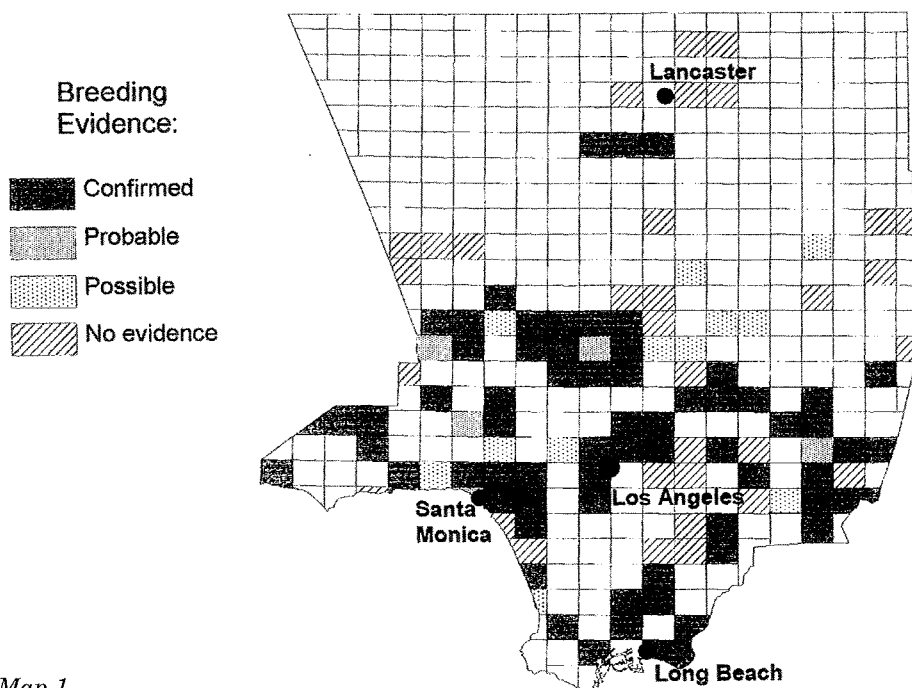 Breeding
Evidence:
Confirmed
Probable
Possible
No evidence
Lancaster
Los Angeles
Santa
Monica
Long Beach
Map 1